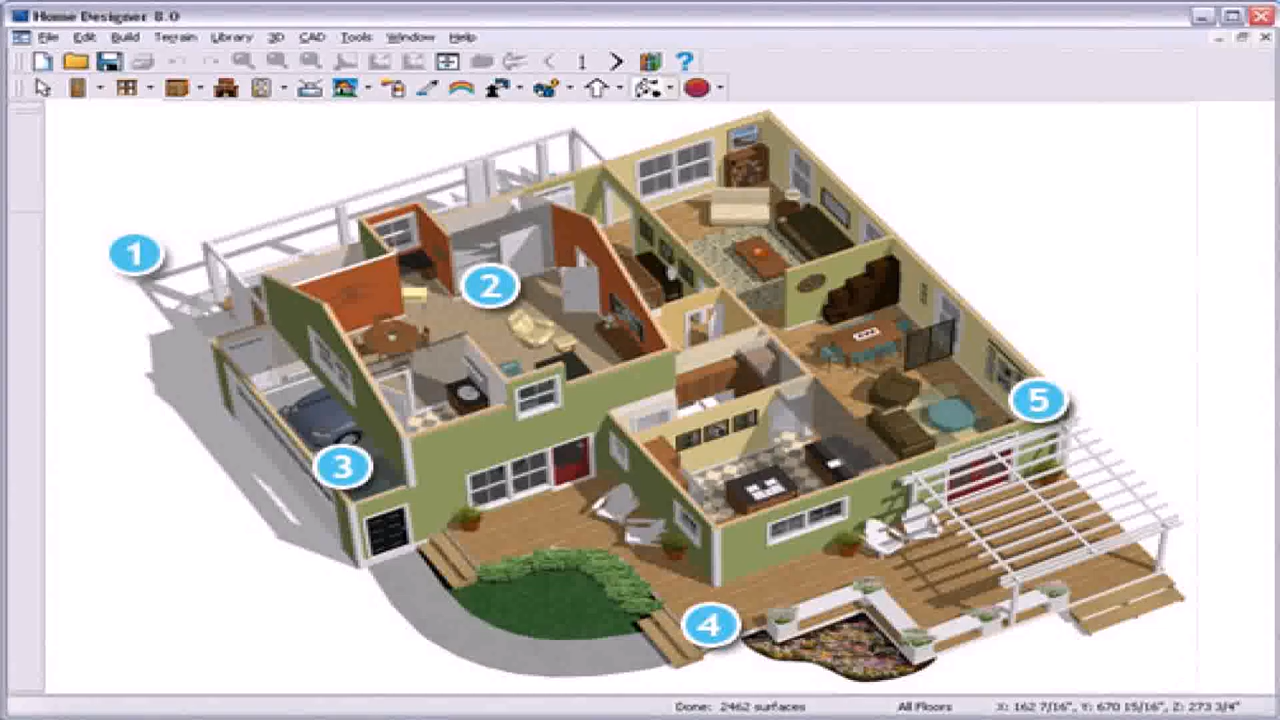 Home Designer 8.0
File Edit Build Terrain Library 3D CAD Tools Window Help
1
1
2
3
4
5
Done: 2462 surfaces All Floors X: 162 7/16", Y: 670 15/16", Z: 273 3/4"